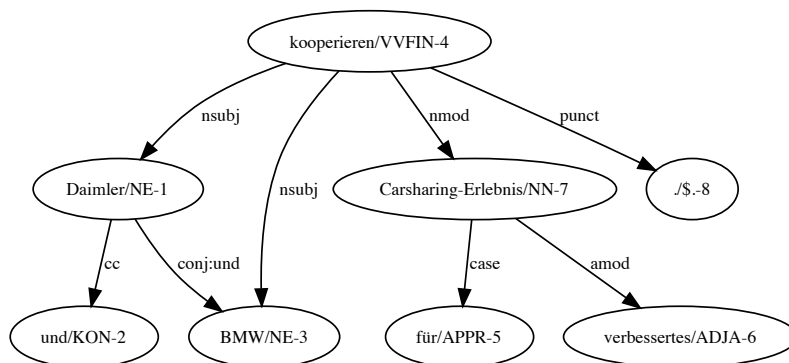 kooperieren/VVFIN-4
nsubj
nmod
punct
Daimler/NE-1
nsubj
Carsharing-Erlebnis/NN-7
./$.-8
cc
conj:und
case
amod
und/KON-2
BMW/NE-3
für/APPR-5
verbessertes/ADJA-6